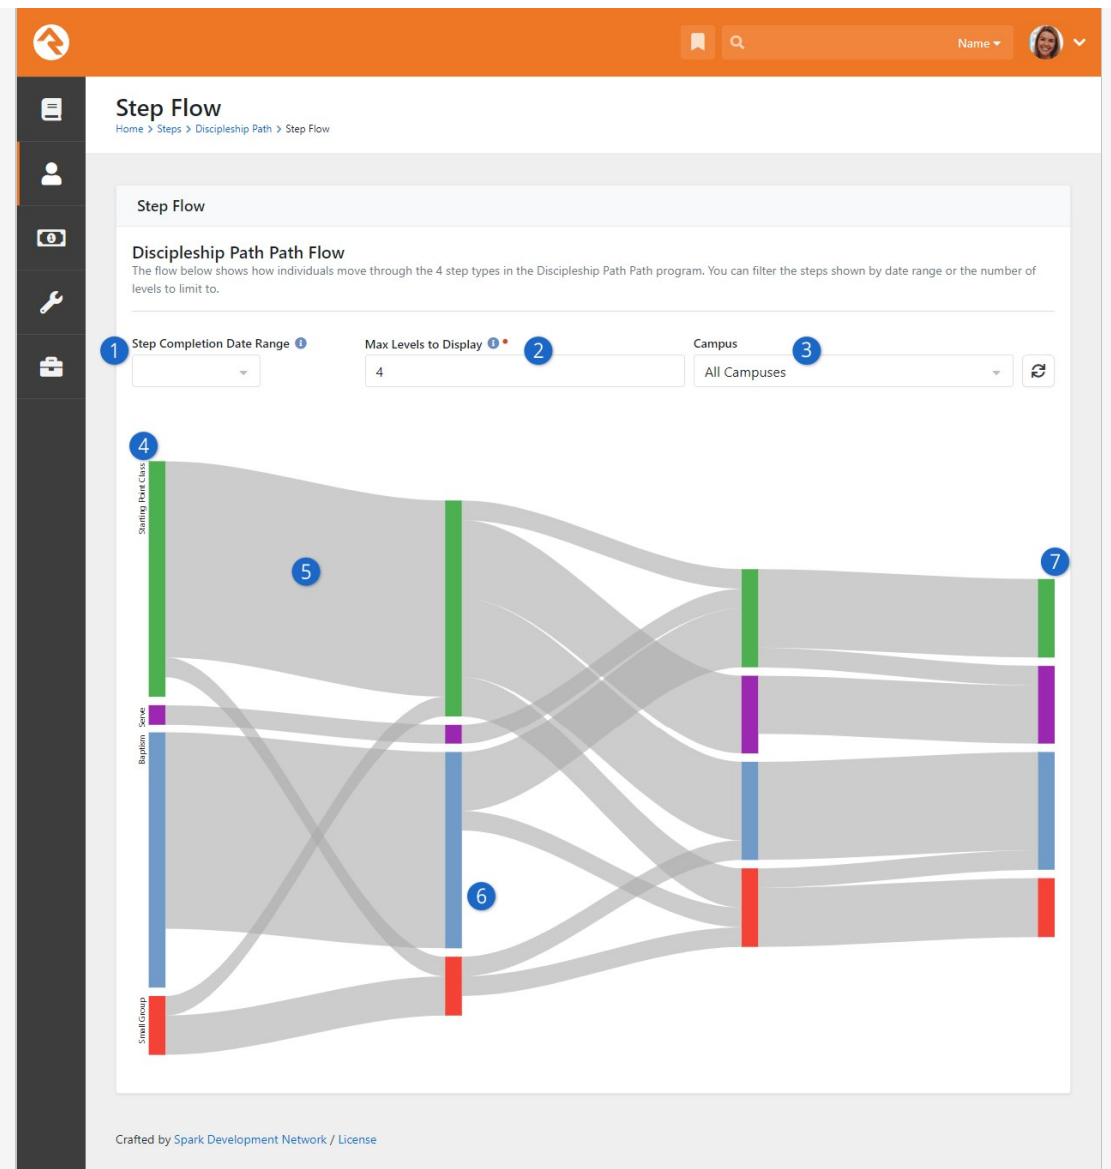 Name
Step Flow
Home > Steps > Discipleship Path > Step Flow
Step Flow
Discipleship Path Path Flow
The flow below shows how individuals move through the 4 step types in the Discipleship Path Path program. You can filter the steps shown by date range or the number of
levels to limit to.
1 Step Completion Date Range
Max Levels to Display 2
Campus 3
4
All Campuses
4
Starting Point Class
5
7
Serve
Baptism
6
Small Group
Crafted by Spark Development Network / License